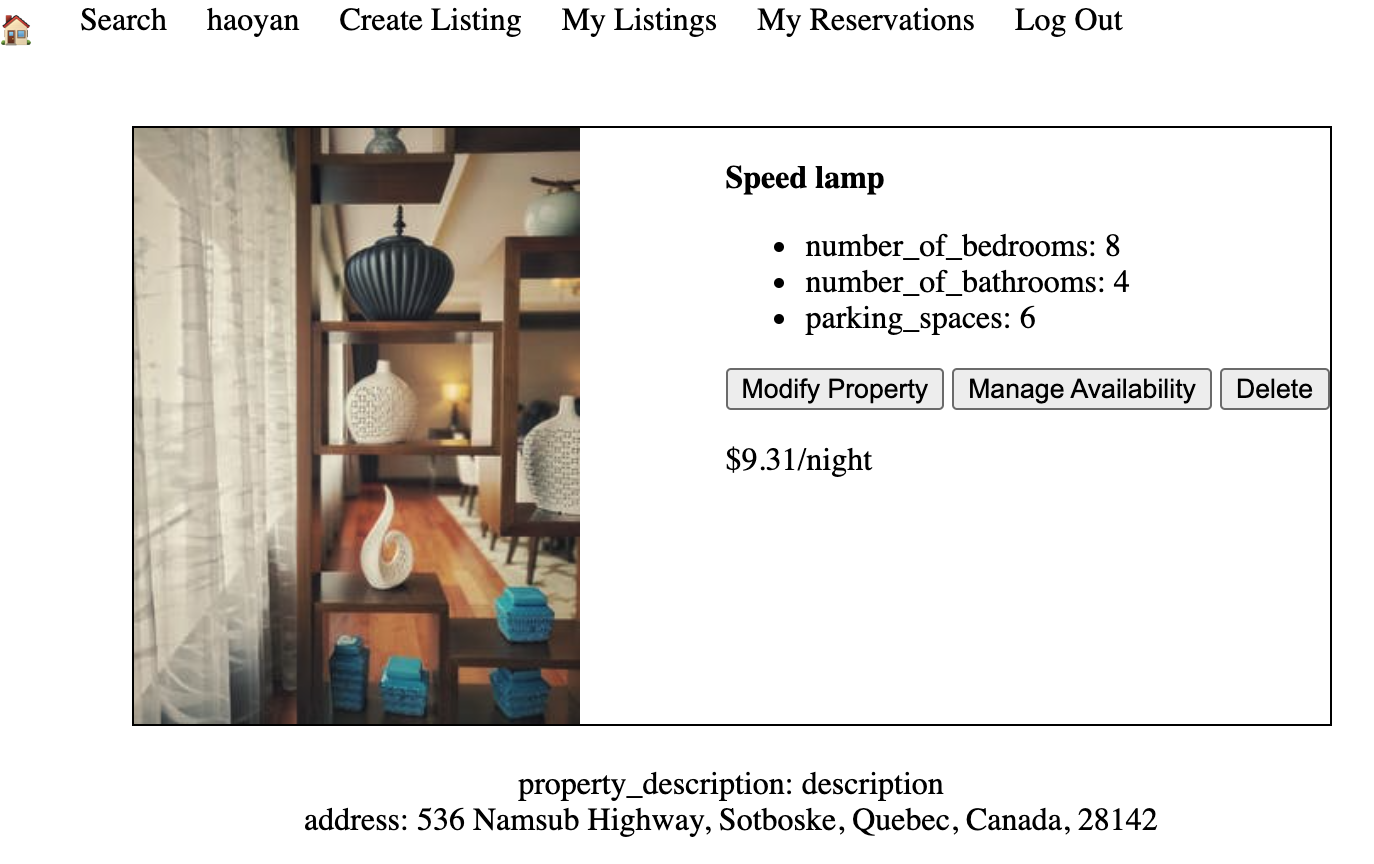 Search haoyan Create Listing My Listings My Reservations Log Out
Speed lamp
number_of_bedrooms: 8
number_of_bathrooms: 4
parking_spaces: 6
Modify Property Manage Availability Delete
$9.31/night
property_description: description
address: 536 Namsub Highway, Sotboske, Quebec, Canada, 28142